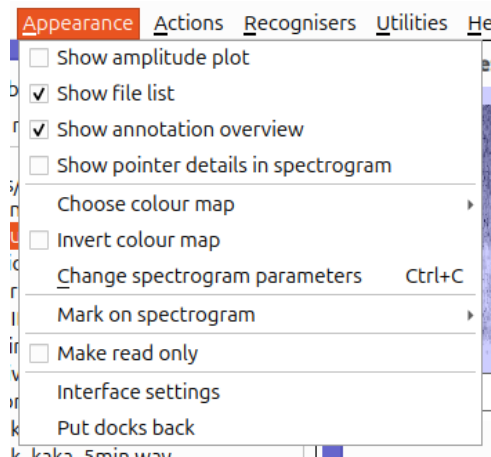 Appearance Actions Recognisers Utilities He
Show amplitude plot
Show file list
Show annotation overview
Show pointer details in spectrogram
Choose colour map
Invert colour map
Change spectrogram parameters Ctrl+C
Mark on spectrogram
Make read only
Interface settings
Put docks back